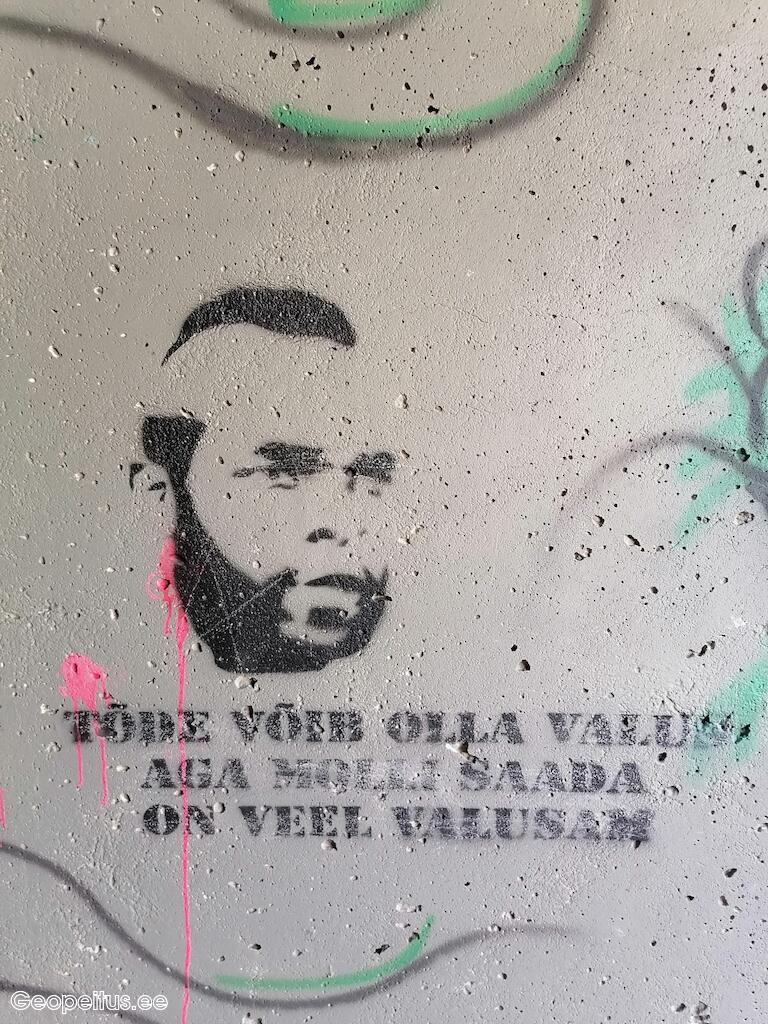 TÕDE VÕIB OLLA VALUS
AGA MOLLI SAADA
ON VEEL VALUSAM
Geopeitus.ee